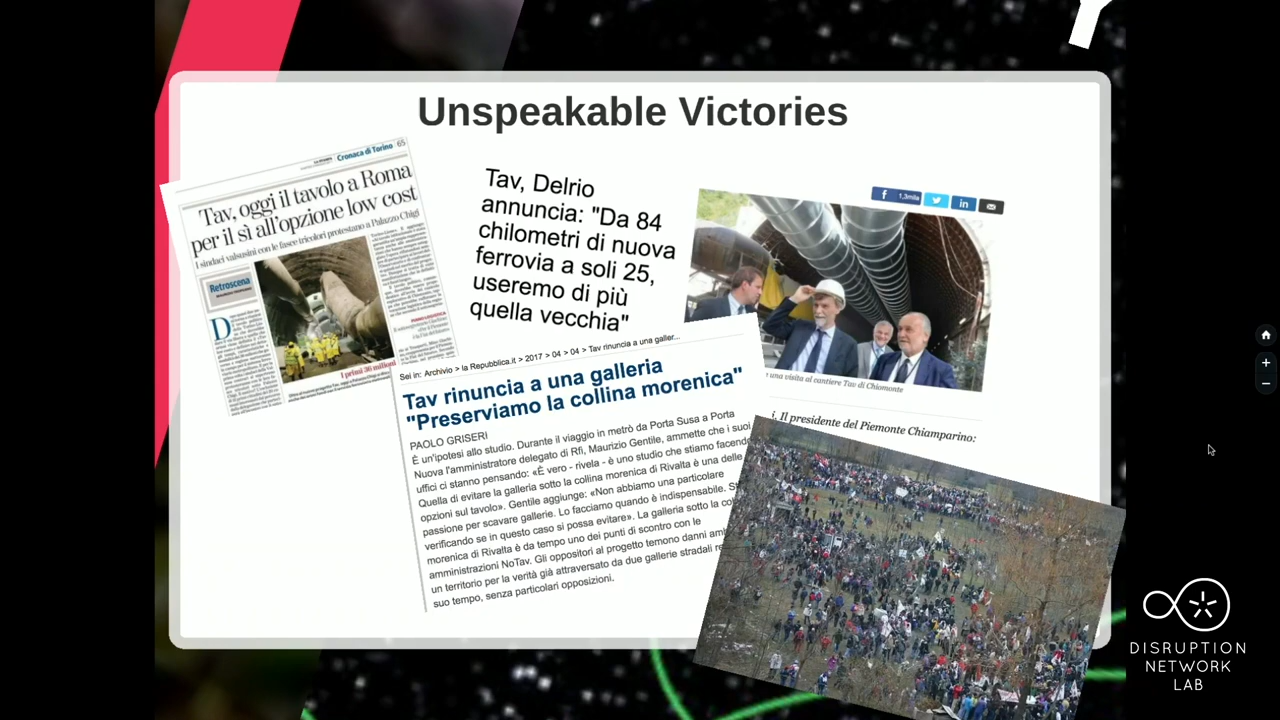 Unspeakable Victories
LA STAMPA
Cronaca di Torino 65
Tav, oggi il tavolo a Roma
per il sì all'opzione low cost
I sindaci valsusini con le fasce tricolori protestano a Palazzo Chigi
Retroscena
I primi 36 milioni
Tav, Delrio
annuncia: "Da 84
chilometri di nuova
ferrovia a soli 25,
useremo di più
quella vecchia"
1,3mila
una visita al cantiere Tav di Chiomonte
i. Il presidente del Piemonte Chiamparino:
Sei in: Archivio > la Repubblica.it > 2017 > 04 > 04 > Tav rinuncia a una galler...
Tav rinuncia a una galleria
"Preserviamo la collina morenica"
PAOLO GRISERI
È un'ipotesi allo studio. Durante il viaggio in metrò da Porta Susa a Porta
Nuova l'amministratore delegato di Rfi, Maurizio Gentile, ammette che i suoi
uffici ci stanno pensando: «È vero - rivela - è uno studio che stiamo facendo
Quella di evitare la galleria sotto la collina morenica di Rivalta è una delle
opzioni sul tavolo». Gentile aggiunge: «Non abbiamo una particolare
passione per scavare gallerie. Lo facciamo quando è indispensabile. St
verificando se in questo caso si possa evitare». La galleria sotto la col
morenica di Rivalta è da tempo uno dei punti di scontro con le
amministrazioni NoTav. Gli oppositori al progetto temono danni amb
un territorio per la verità già attraversato da due gallerie stradali re
suo tempo, senza particolari opposizioni.
DISRUPTION
NETWORK
LAB